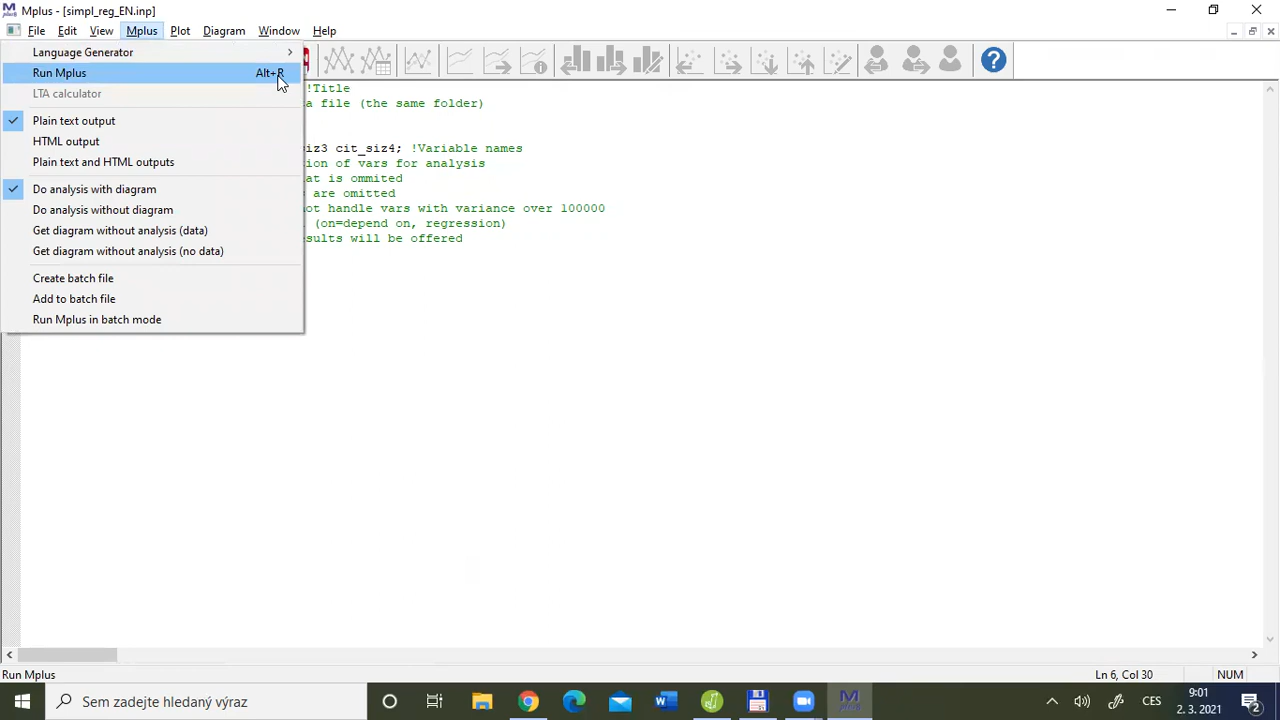 Mplus - [simpl_reg_EN.inp]
File Edit View Mplus Plot Diagram Window Help
Language Generator
Run Mplus Alt+R
LTA calculator
Plain text output
HTML output
Plain text and HTML outputs
Do analysis with diagram
Do analysis without diagram
Get diagram without analysis (data)
Get diagram without analysis (no data)
Create batch file
Add to batch file
Run Mplus in batch mode
!Title
a file (the same folder)
iz3 cit_siz4; !Variable names
ion of vars for analysis
at is ommited
are omitted
ot handle vars with variance over 100000
(on=depend on, regression)
sults will be offered
Run Mplus
Ln 6, Col 30
NUM
Sem zadejte hledaný výraz
CES
9:01
2. 3. 2021
2